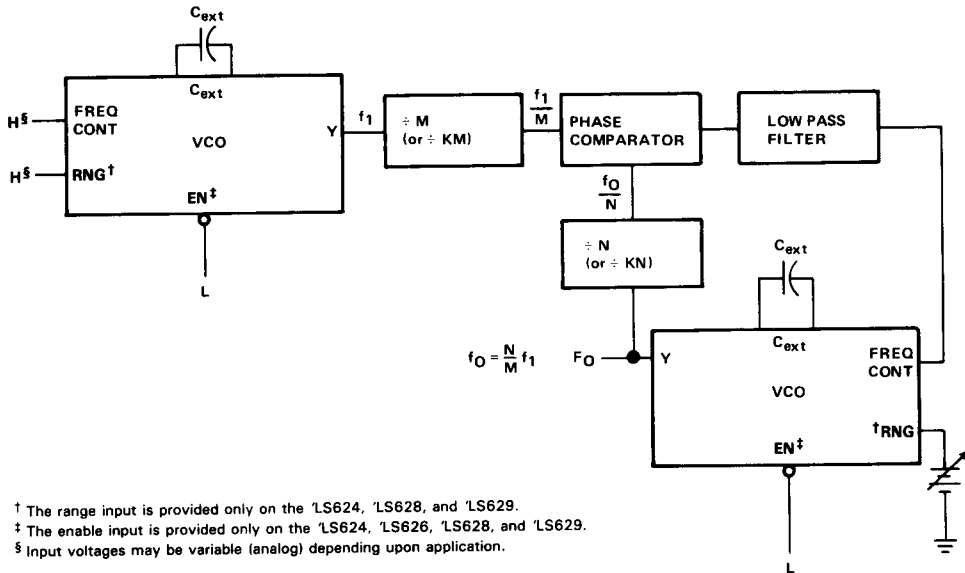 Cext
Cext
FREQ
CONT
VCO
Y
H§
H§
RNG†
EN‡
L
f1
÷ M
(or ÷ KM)
f1
M
PHASE
COMPARATOR
LOW PASS
FILTER
fO
N
÷ N
(or ÷ KN)
Cext
fO = N/M f1
FO
Y
Cext
FREQ
CONT
VCO
†RNG
EN‡
L
† The range input is provided only on the 'LS624, 'LS628, and 'LS629.
‡ The enable input is provided only on the 'LS624, 'LS626, 'LS628, and 'LS629.
§ Input voltages may be variable (analog) depending upon application.